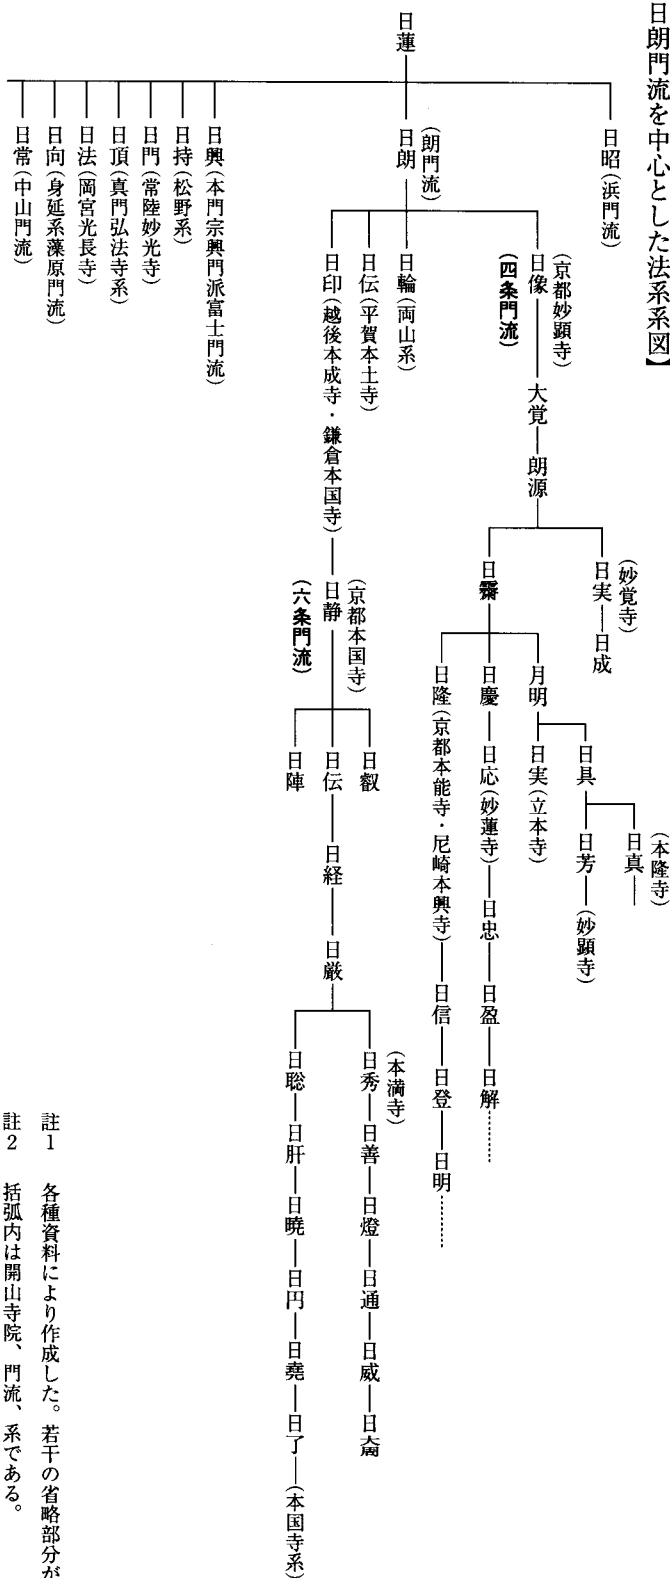 日朗門流を中心とした法系系図】
日蓮
日昭(浜門流)
(朗門流)
日朗
(京都妙顕寺)
日像
(四条門流)
大覚
朗源
(妙覚寺)
日実
日成
日霽
月明
日具
(本隆寺)
日真
日芳
(妙顕寺)
日実(立本寺)
日慶
日応(妙蓮寺)
日忠
日盈
日解
日隆(京都本能寺・尼崎本興寺)
日信
日登
日明
日輪(両山系)
日伝(平賀本土寺)
日印(越後本成寺・鎌倉本国寺)
(京都本国寺)
日静
(六条門流)
日叡
日伝
日陣
日経
日厳
(本満寺)
日秀
日善
日燈
日通
日威
日脔
日聡
日肝
日暁
日円
日堯
日了
(本国寺系)
日興(本門宗興門派富士門流)
日持(松野系)
日門(常陸妙光寺)
日頂(真門弘法寺系)
日法(岡宮光長寺)
日向(身延系藻原門流)
日常(中山門流)
註1 各種資料により作成した。若干の省略部分が
註2 括弧内は開山寺院、門流、系である。